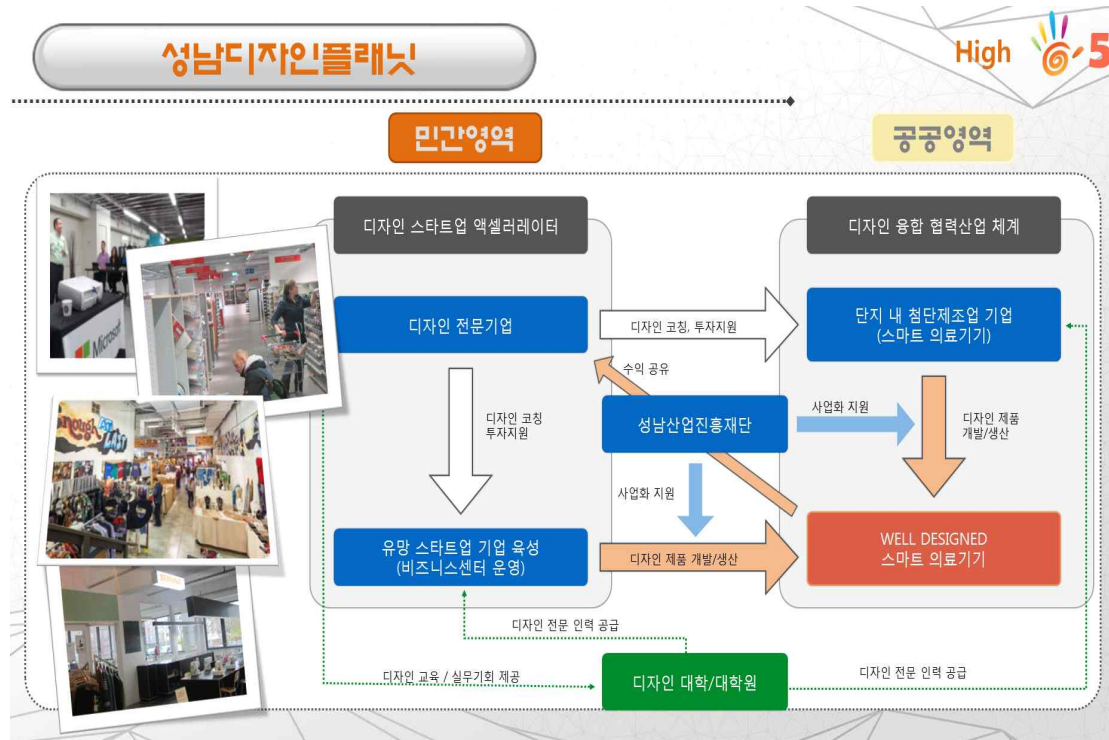 성남디자인플래닛
High 5
민간영역
공공영역
디자인 스타트업 액셀러레이터
디자인 융합 협력산업 체계
디자인 전문기업
디자인 코칭, 투자지원
단지 내 첨단제조업 기업
(스마트 의료기기)
수익 공유
디자인 코칭
투자지원
성남산업진흥재단
사업화 지원
디자인 제품
개발/생산
사업화 지원
유망 스타트업 기업 육성
(비즈니스센터 운영)
디자인 제품 개발/생산
WELL DESIGNED
스마트 의료기기
디자인 전문 인력 공급
디자인 교육 / 실무기회 제공
디자인 대학/대학원
디자인 전문 인력 공급
Microsoft
enough
AT
LAST